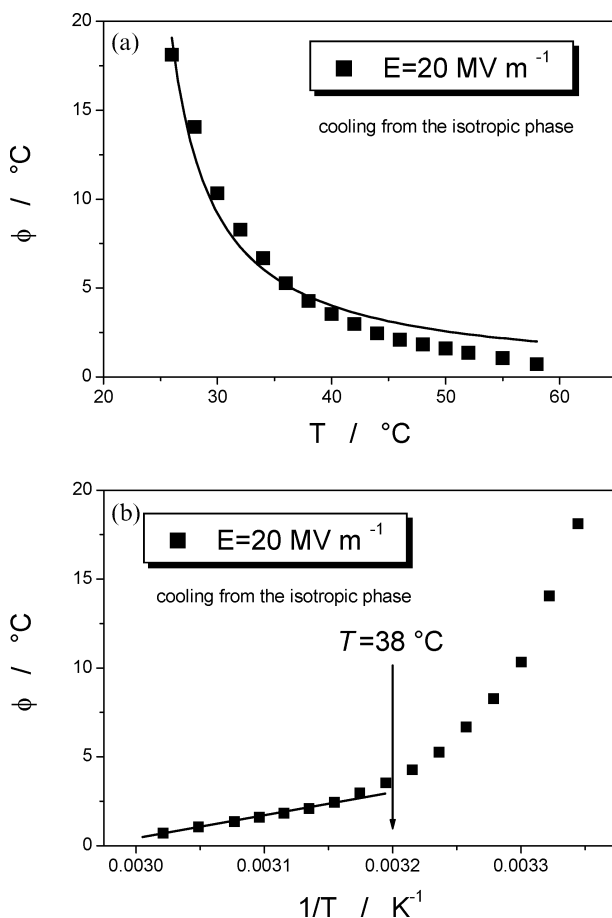 (a)
E=20 MV m⁻¹
cooling from the isotropic phase
ϕ / °C
20
15
10
5
0
20
30
40
50
60
T / °C
(b)
E=20 MV m⁻¹
cooling from the isotropic phase
T=38 °C
ϕ / °C
20
15
10
5
0
0.0030
0.0031
0.0032
0.0033
1/T / K⁻¹